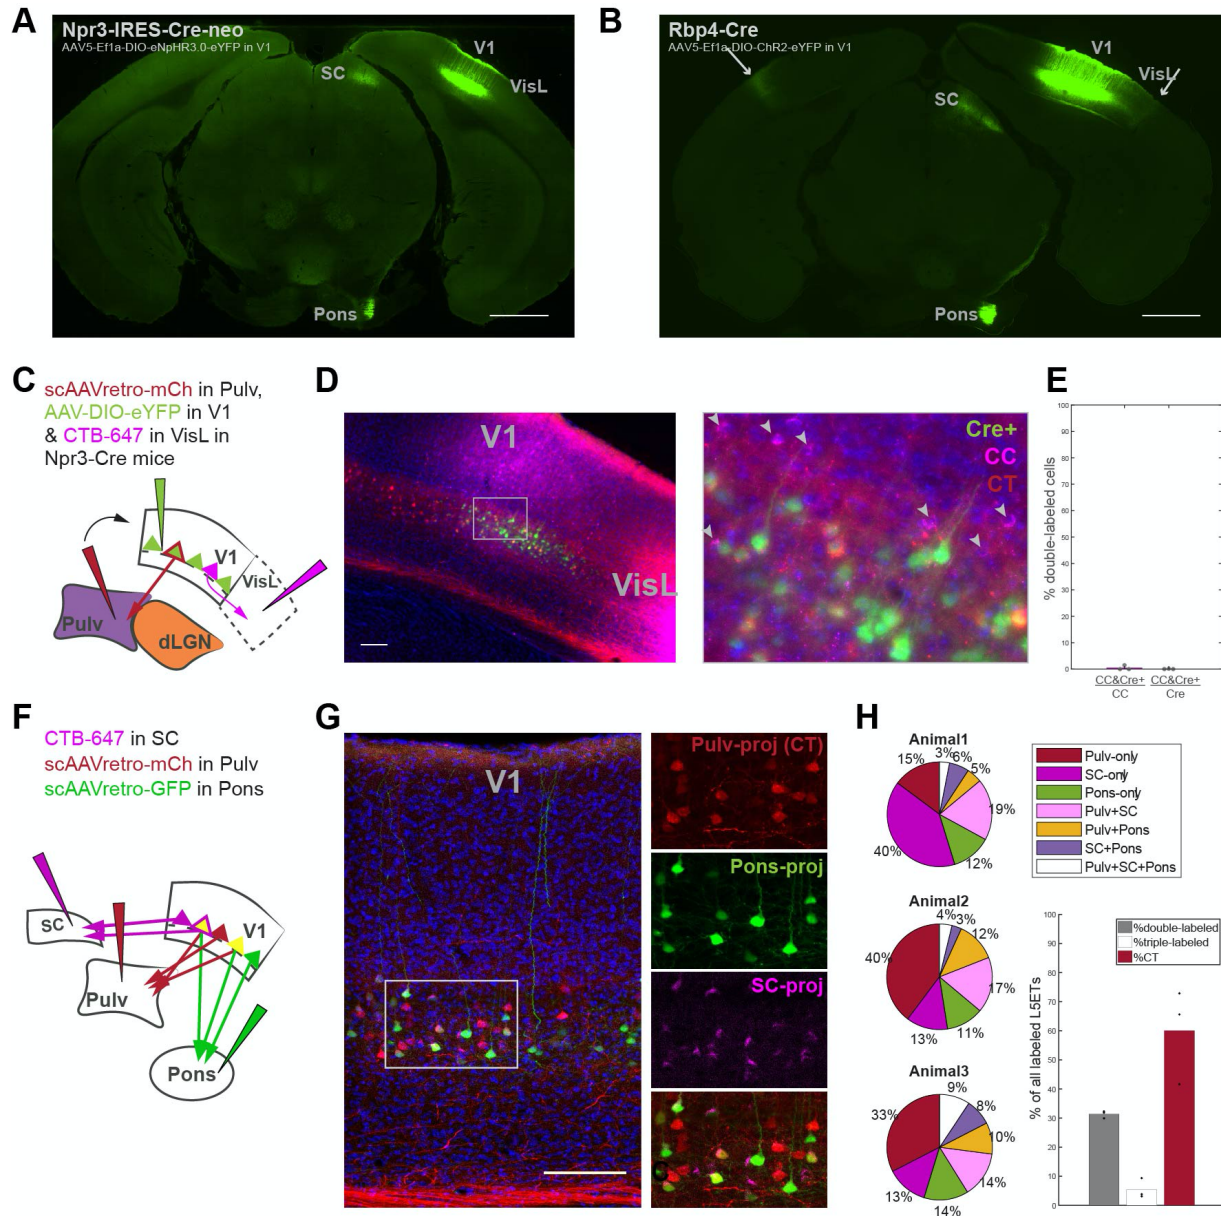 A
Npr3-IRES-Cre-neo
AAV5-Ef1a-DIO-eNpHR3.0-eYFP in V1
V1
SC
VisL
Pons
B
Rbp4-Cre
AAV5-Ef1a-DIO-ChR2-eYFP in V1
V1
VisL
SC
Pons
C
scAAVretro-mCh in Pulv,
AAV-DIO-eYFP in V1
& CTB-647 in VisL in
Npr3-Cre mice
V1
VisL
Pulv
dLGN
D
V1
VisL
Cre+
CC
CT
E
% double-labeled cells
100
90
80
70
60
50
40
30
20
10
0
CC&Cre+
CC
CC&Cre+
Cre
F
CTB-647 in SC
scAAVretro-mCh in Pulv
scAAVretro-GFP in Pons
SC
V1
Pulv
Pons
G
V1
Pulv-proj (CT)
Pons-proj
SC-proj
H
Animal1
15%
3%
6%
5%
19%
12%
40%
Animal2
4%
3%
12%
17%
11%
13%
40%
Animal3
9%
8%
10%
14%
14%
13%
33%
Pulv-only
SC-only
Pons-only
Pulv+SC
Pulv+Pons
SC+Pons
Pulv+SC+Pons
% of all labeled L5ETs
100
90
80
70
60
50
40
30
20
10
0
%double-labeled
%triple-labeled
%CT